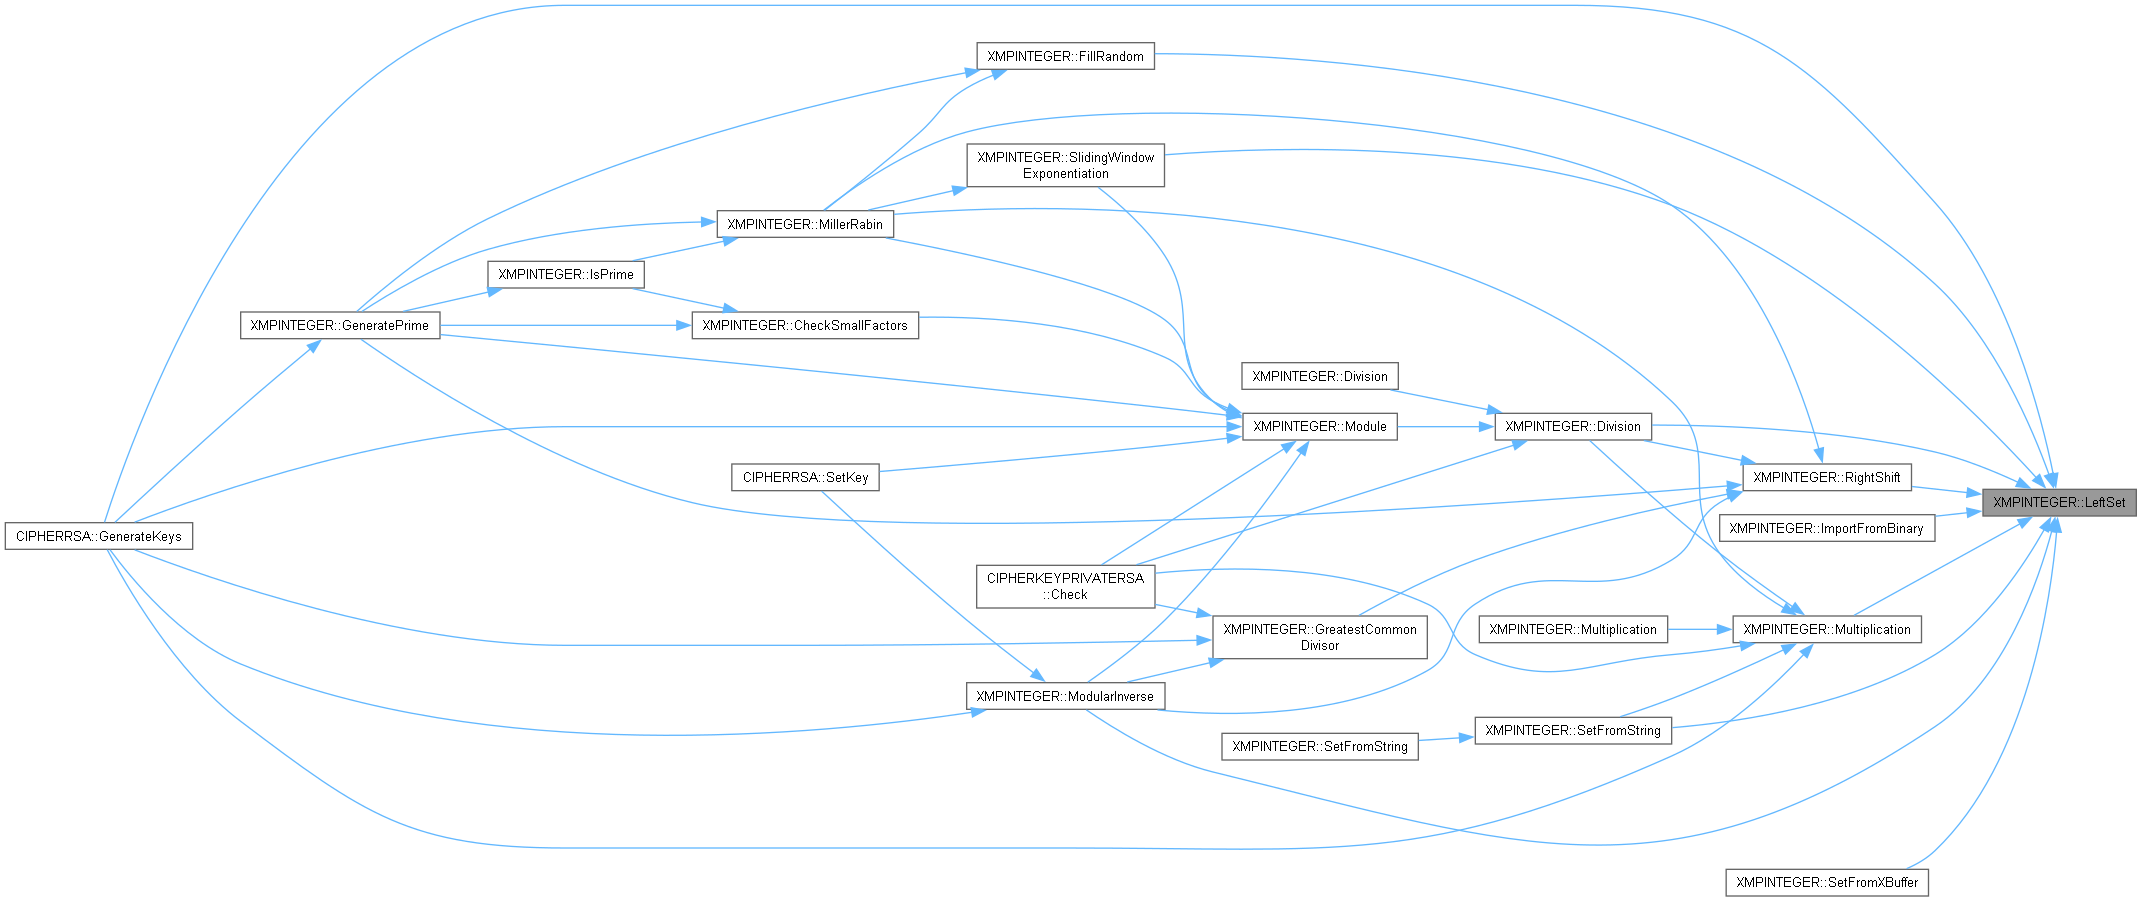 XMPINTEGER::FillRandom
XMPINTEGER::SlidingWindow
Exponentiation
XMPINTEGER::MillerRabin
XMPINTEGER::IsPrime
XMPINTEGER::GeneratePrime
XMPINTEGER::CheckSmallFactors
XMPINTEGER::Division
XMPINTEGER::Module
XMPINTEGER::Division
CIPHERRSA::SetKey
XMPINTEGER::RightShift
XMPINTEGER::LeftSet
XMPINTEGER::ImportFromBinary
CIPHERRSA::GenerateKeys
CIPHERKEYPRIVATERSA
::Check
XMPINTEGER::GreatestCommon
Divisor
XMPINTEGER::Multiplication
XMPINTEGER::Multiplication
XMPINTEGER::ModularInverse
XMPINTEGER::SetFromString
XMPINTEGER::SetFromString
XMPINTEGER::SetFromXBuffer